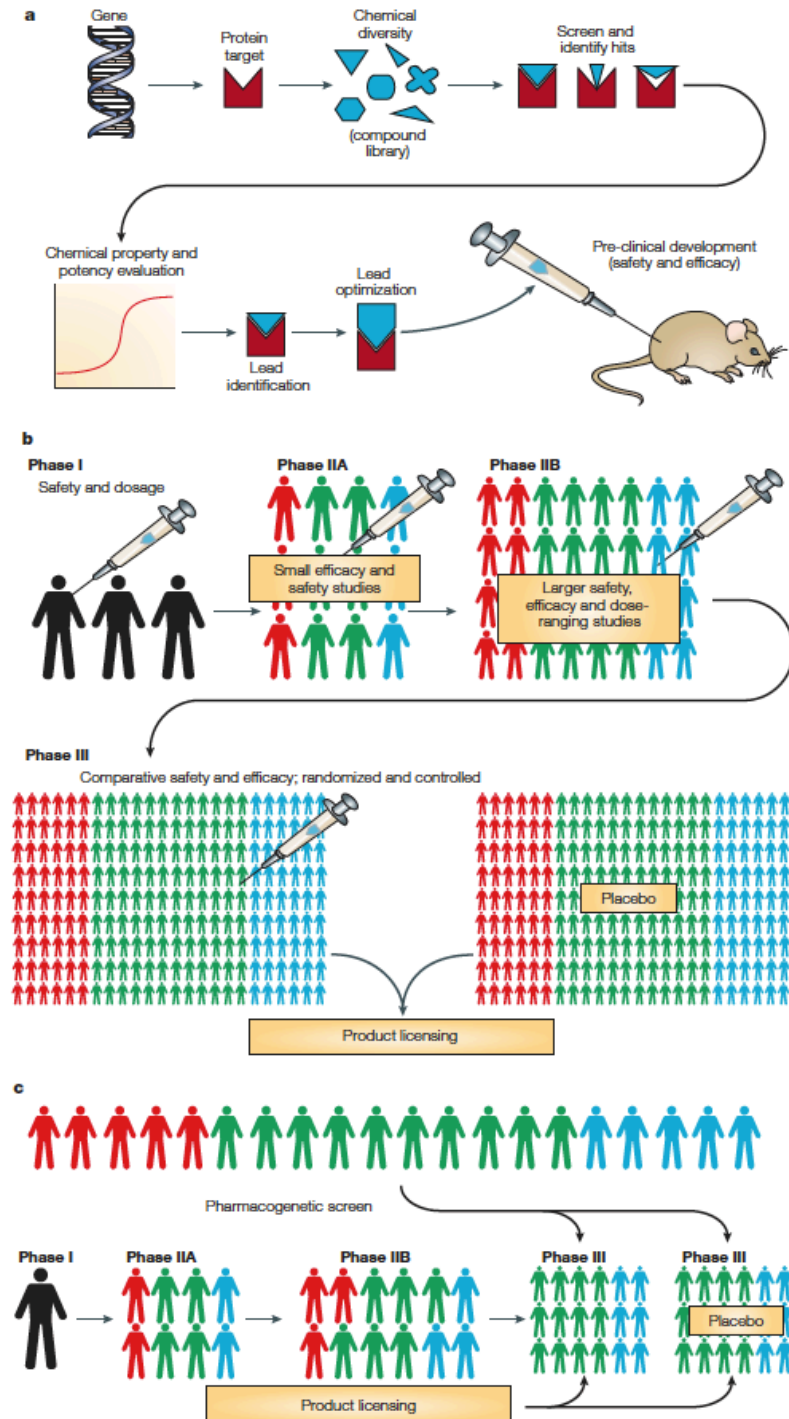 a
Gene
Protein
target
Chemical
diversity
(compound
library)
Screen and
identify hits
Chemical property and
potency evaluation
Lead
identification
Lead
optimization
Pre-clinical development
(safety and efficacy)
b
Phase I
Safety and dosage
Phase IIA
Small efficacy and
safety studies
Phase IIB
Larger safety,
efficacy and dose-
ranging studies
Phase III
Comparative safety and efficacy; randomized and controlled
Placebo
Product licensing
c
Pharmacogenetic screen
Phase I
Phase IIA
Phase IIB
Phase III
Phase III
Placebo
Product licensing